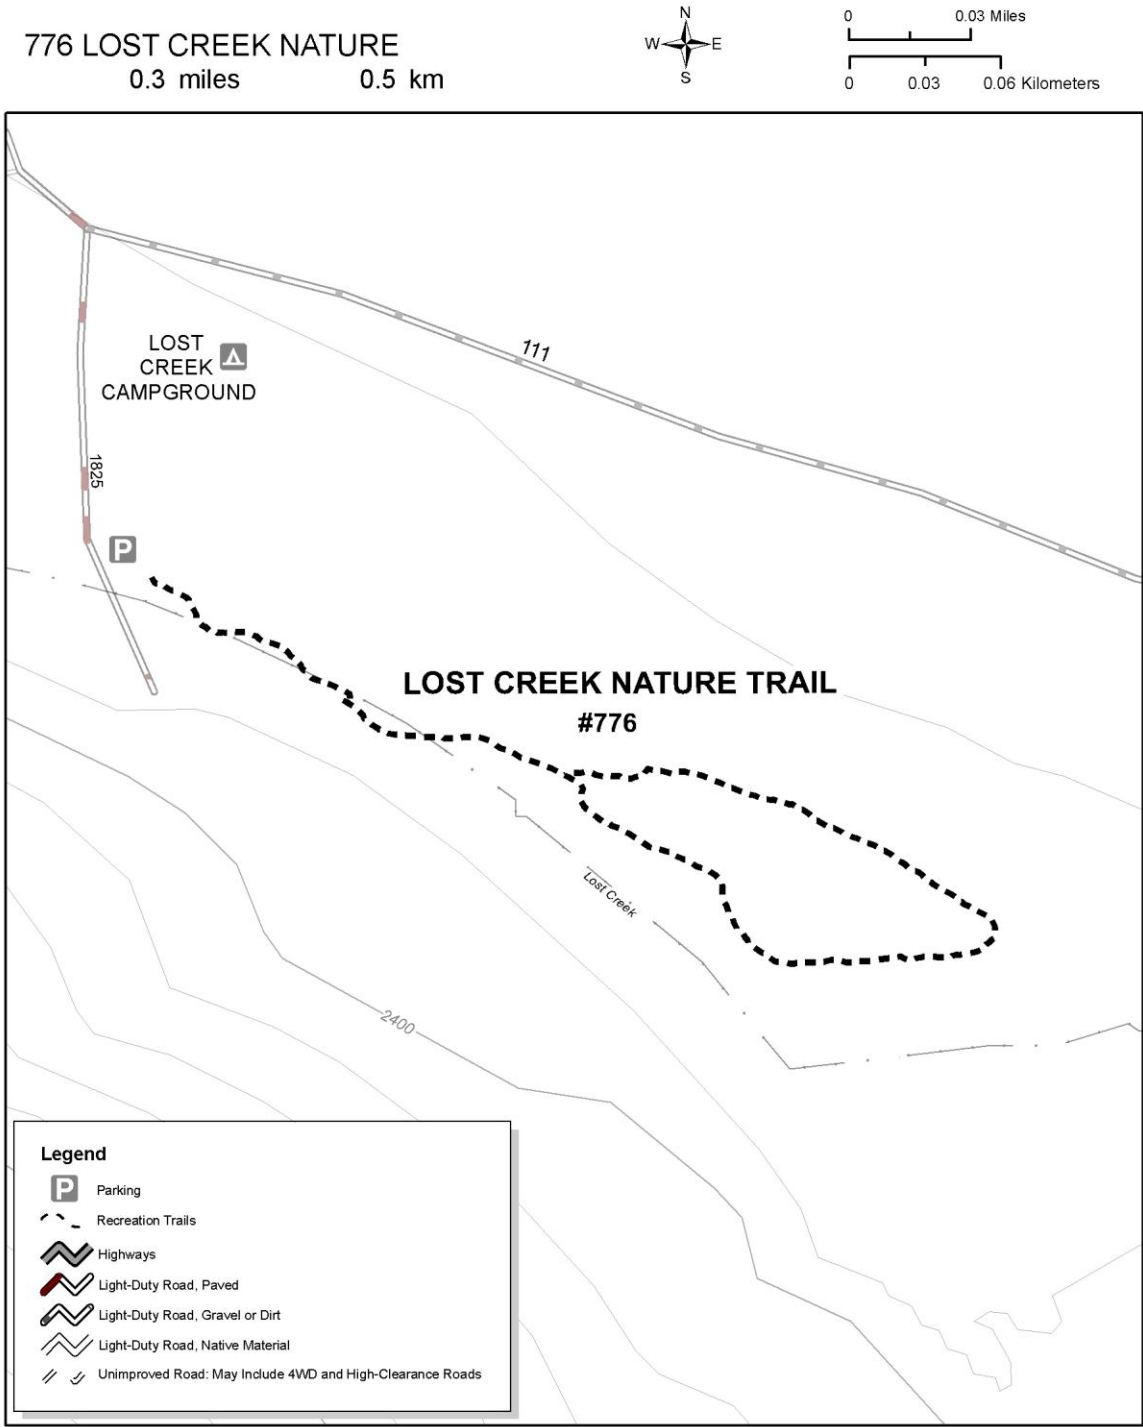 776 LOST CREEK NATURE
0.3 miles 0.5 km
N
W E
S
0 0.03 Miles
0 0.03 0.06 Kilometers
111
LOST
CREEK
CAMPGROUND
1825
P
LOST CREEK NATURE TRAIL
#776
Lost Creek
2400
Legend
P Parking
Recreation Trails
Highways
Light-Duty Road, Paved
Light-Duty Road, Gravel or Dirt
Light-Duty Road, Native Material
Unimproved Road: May Include 4WD and High-Clearance Roads